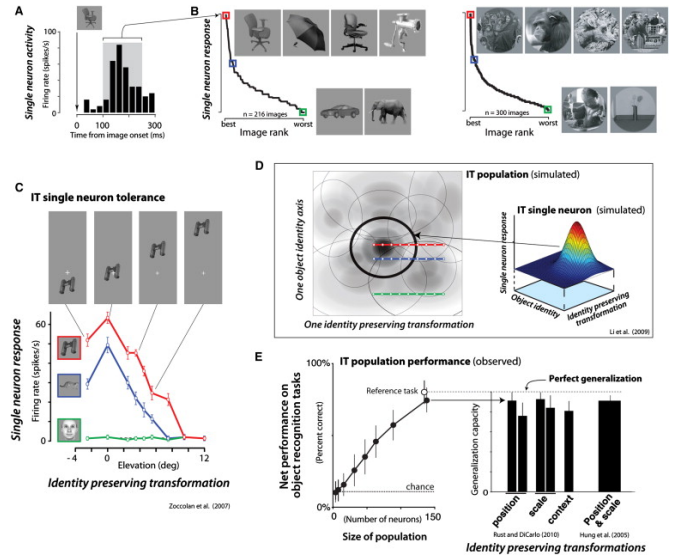 A
Single neuron activity
Firing rate (spikes/s)
100
0
0 100 300
Time from image onset (ms)
B
Single neuron response
n = 216 images
best worst
Image rank
n = 300 images
best worst
Image rank
C
IT single neuron tolerance
Single neuron response
Firing rate (spikes/s)
60
0
-4 0 4 8 12
Elevation (deg)
Identity preserving transformation
Zoccolan et al. (2007)
D
IT population (simulated)
One object identity axis
One identity preserving transformation
IT single neuron (simulated)
Single neuron response
Object identity
Identity preserving
transformation
Li et al. (2009)
E
IT population performance (observed)
Net performance on
object recognition tasks
(Percent correct)
100%
0%
Reference task
chance
0 150
(Number of neurons)
Size of population
Perfect generalization
Generalization capacity
1
0
position
scale
context
Position
& scale
Rust and DiCarlo (2010)
Hung et al. (2005)
Identity preserving transformations